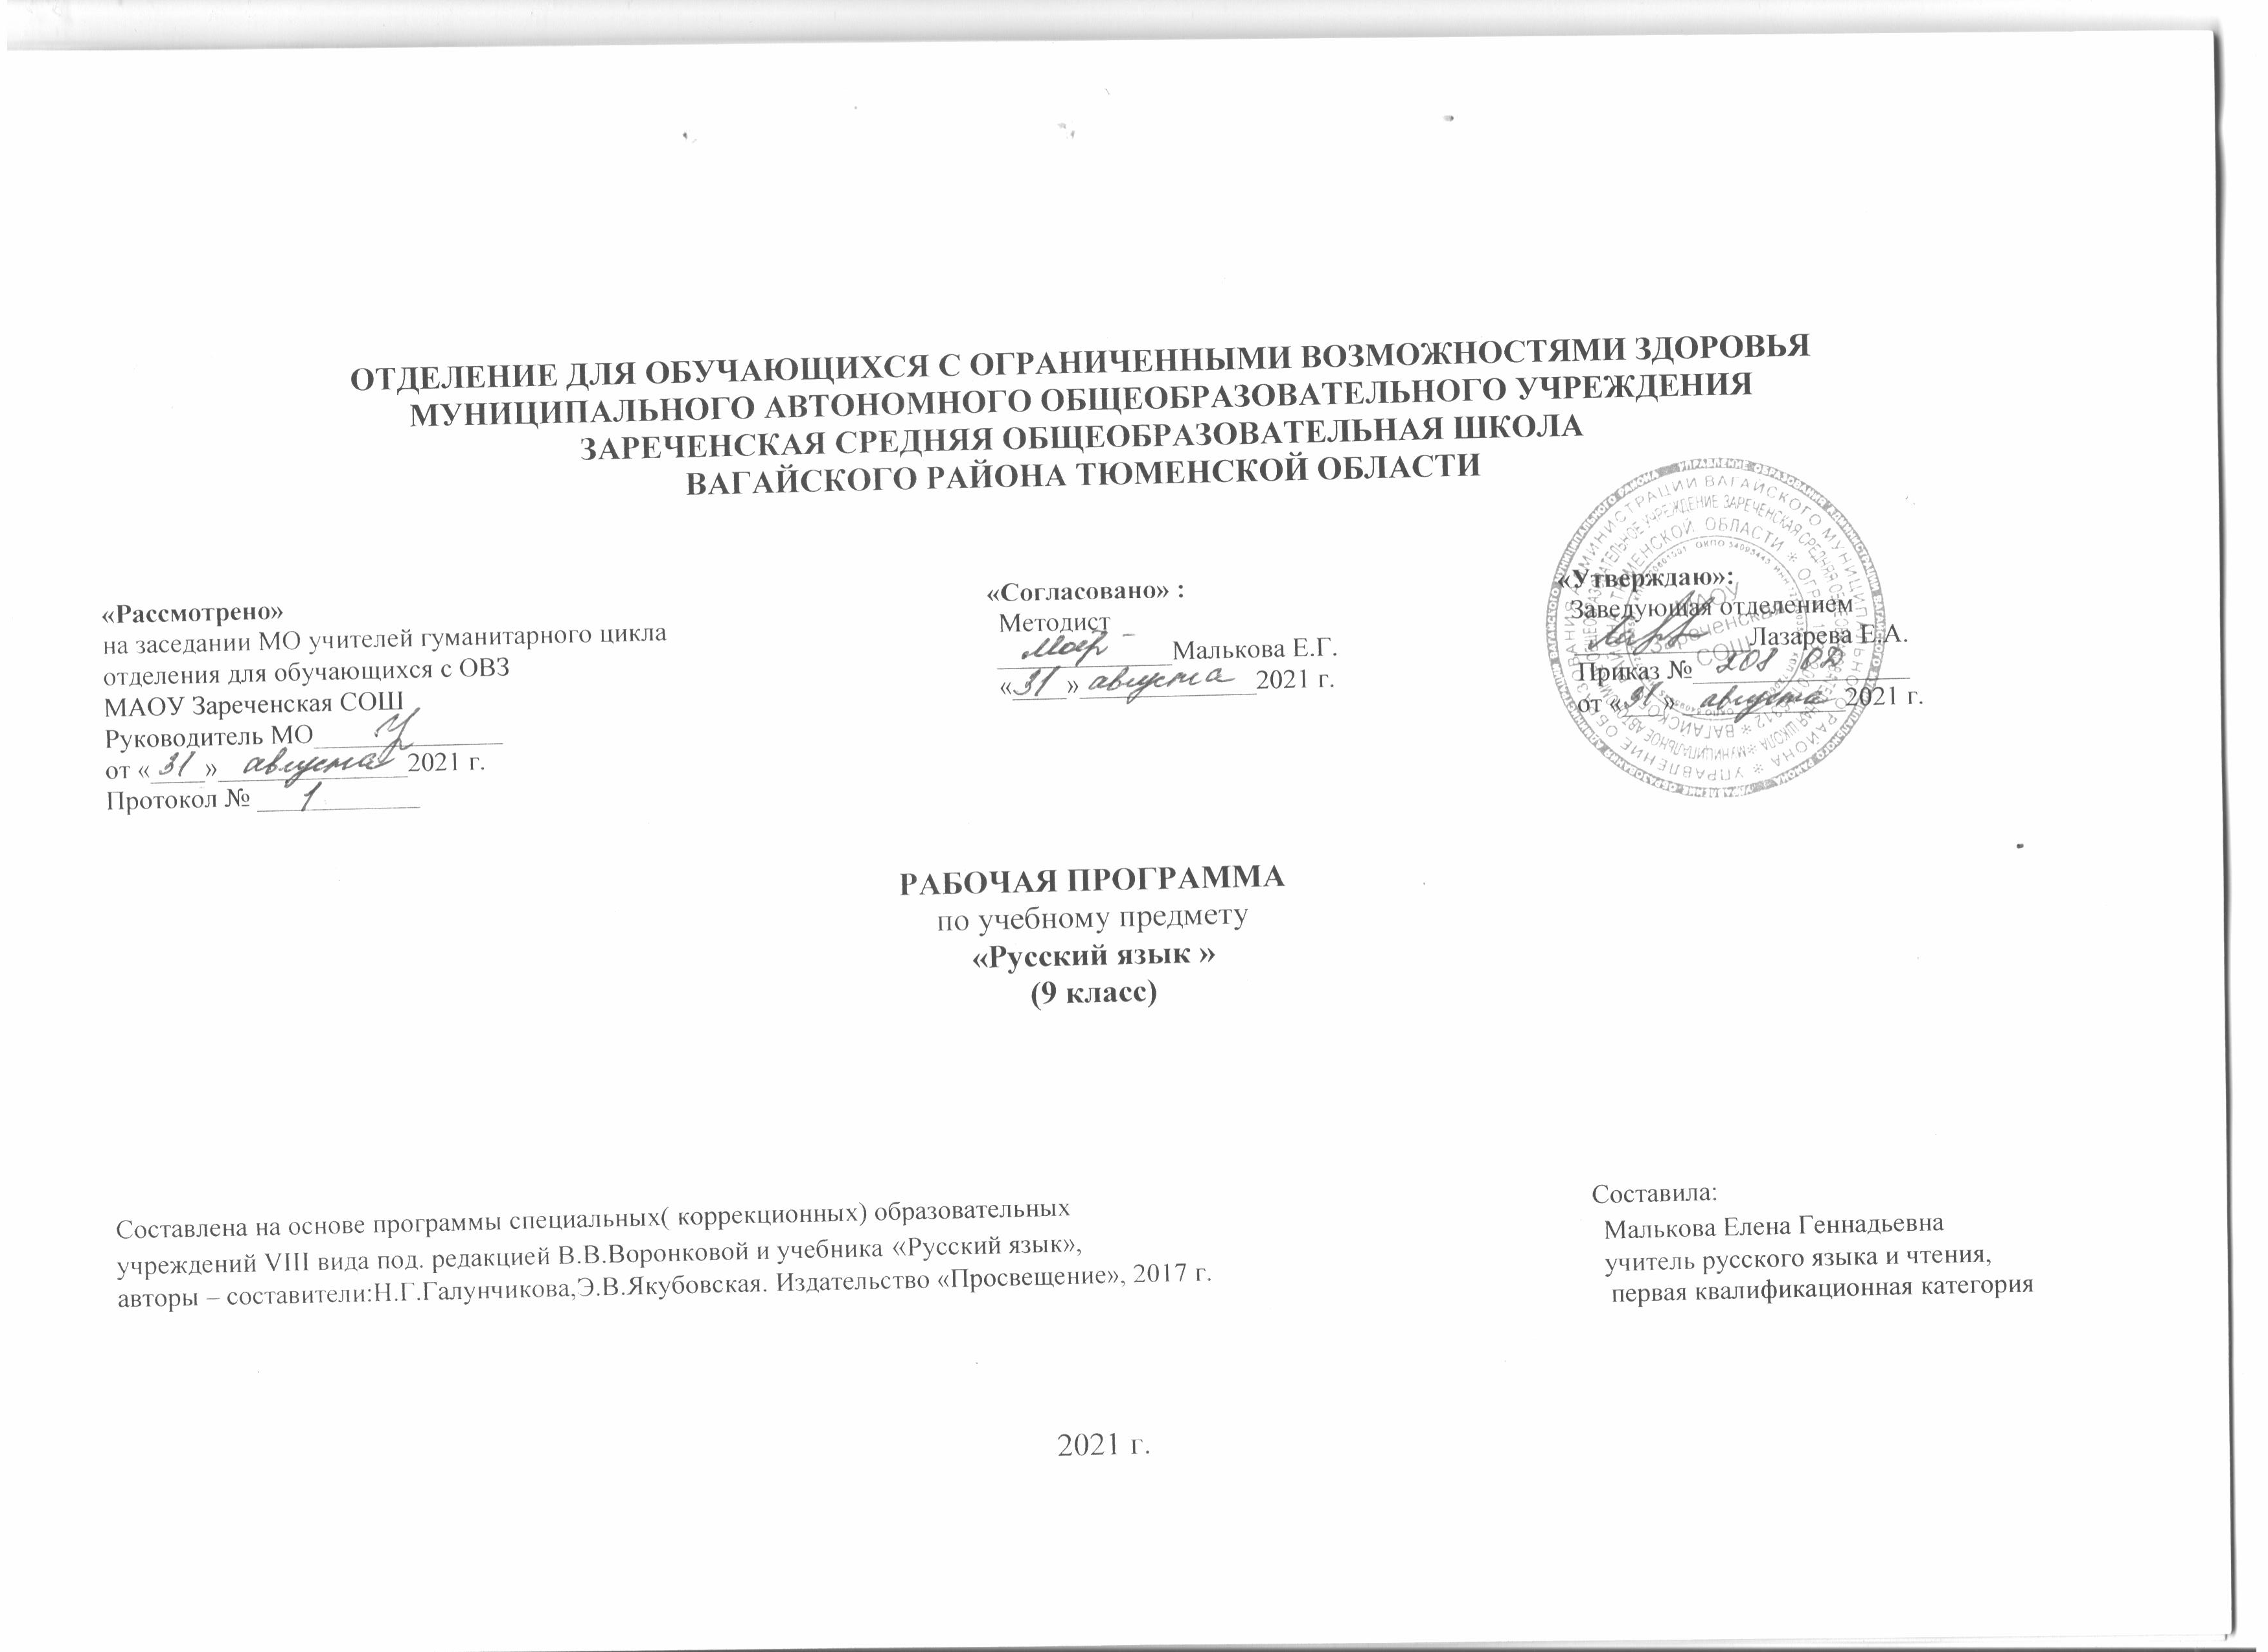 ОТДЕЛЕНИЕ ДЛЯ ОБУЧАЮЩИХСЯ С ОГРАНИЧЕННЫМИ ВОЗМОЖНОСТЯМИ ЗДОРОВЬЯ
МУНИЦИПАЛЬНОГО АВТОНОМНОГО ОБЩЕОБРАЗОВАТЕЛЬНОГО УЧРЕЖДЕНИЯ
ЗАРЕЧЕНСКАЯ СРЕДНЯЯ ОБЩЕОБРАЗОВАТЕЛЬНАЯ ШКОЛА
ВАГАЙСКОГО РАЙОНА ТЮМЕНСКОЙ ОБЛАСТИ
«Рассмотрено»
на заседании МО учителей гуманитарного цикла
отделения для обучающихся с ОВЗ
МАОУ Зареченская СОШ
Руководитель МО
от «31» августа 2021 г.
Протокол № 1
«Согласовано» :
Методист
Малькова Е.Г.
«31» августа 2021 г.
«Утверждаю»:
Заведующая отделением
Лазарева Е.А.
Приказ № 208 ОД
от «31» августа 2021 г.
МАОУ
Зареченская
СОШ
РАБОЧАЯ ПРОГРАММА
по учебному предмету
«Русский язык »
(9 класс)
Составлена на основе программы специальных( коррекционных) образовательных
учреждений VIII вида под. редакцией В.В.Воронковой и учебника «Русский язык»,
авторы – составители:Н.Г.Галунчикова,Э.В.Якубовская. Издательство «Просвещение», 2017 г.
Составила:
Малькова Елена Геннадьевна
учитель русского языка и чтения,
первая квалификационная категория
2021 г.